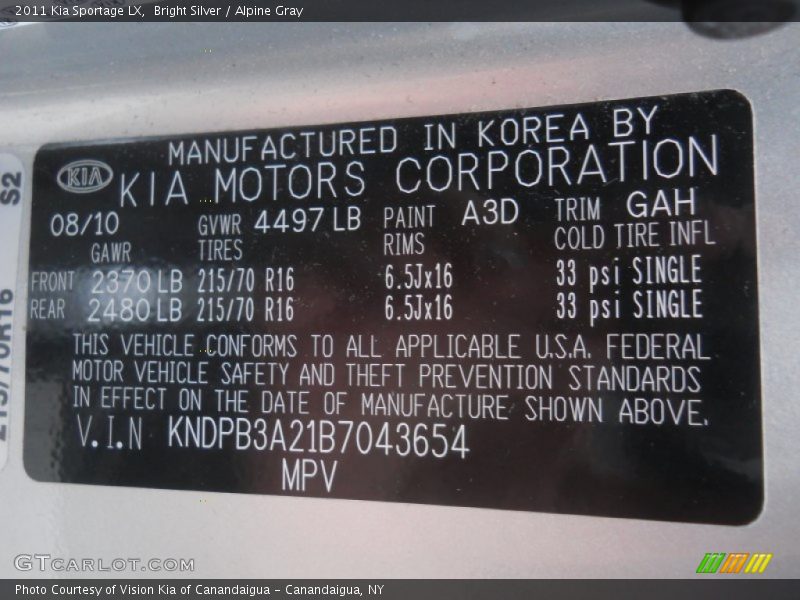 2011 Kia Sportage LX,  Bright Silver / Alpine Gray
MANUFACTURED IN KOREA BY
KIA KIA MOTORS CORPORATION
08/10 GVWR 4497 LB PAINT A3D TRIM GAH
GAWR TIRES RIMS COLD TIRE INFL
FRONT 2370 LB 215/70 R16 6.5Jx16 33 psi SINGLE
REAR 2480 LB 215/70 R16 6.5Jx16 33 psi SINGLE
THIS VEHICLE CONFORMS TO ALL APPLICABLE U.S.A. FEDERAL
MOTOR VEHICLE SAFETY AND THEFT PREVENTION STANDARDS
IN EFFECT ON THE DATE OF MANUFACTURE SHOWN ABOVE.
V.I.N KNDPB3A21B7043654
MPV
S2
215/70R16
GTCARLOT.COM
Photo Courtesy of Vision Kia of Canandaigua - Canandaigua, NY